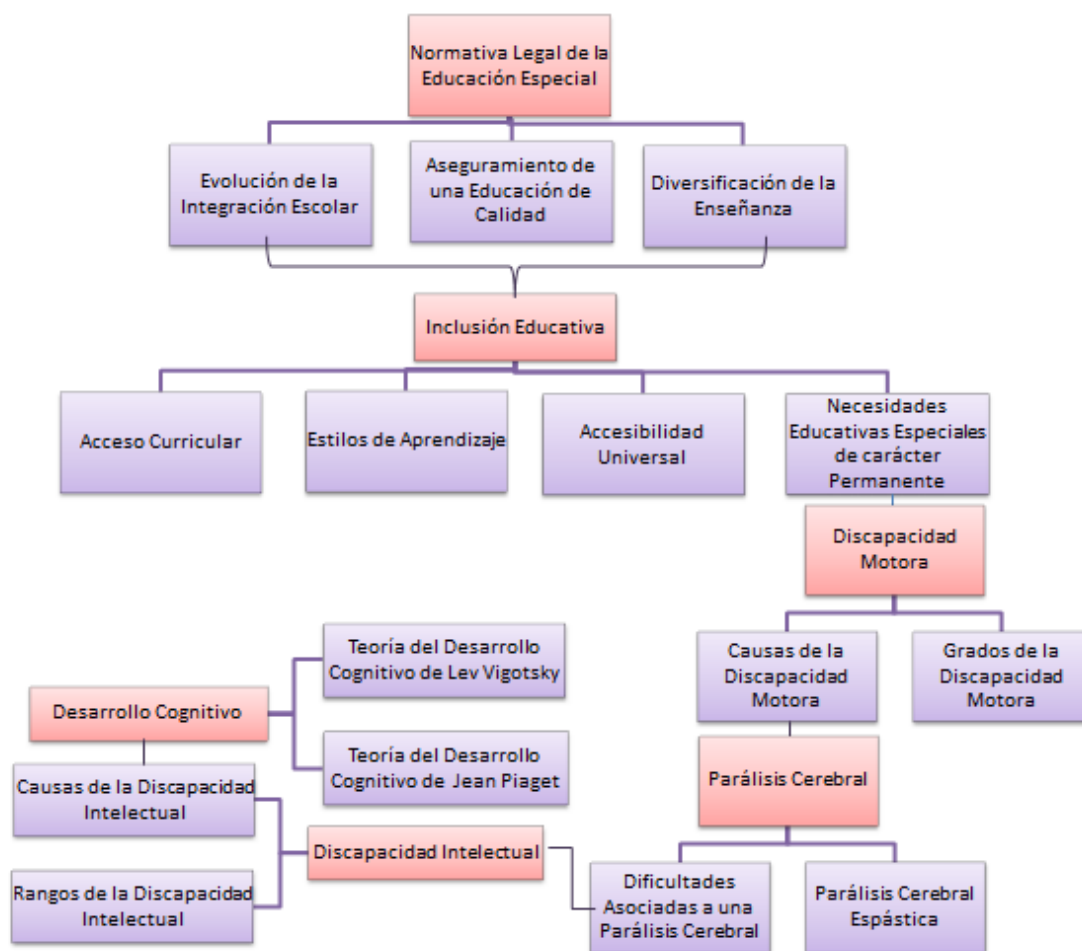 Normativa Legal de la
Educación Especial
Evolución de la
Integración Escolar
Aseguramiento de
una Educación de
Calidad
Diversificación de la
Enseñanza
Inclusión Educativa
Acceso Curricular
Estilos de Aprendizaje
Accesibilidad
Universal
Necesidades
Educativas Especiales
de carácter
Permanente
Discapacidad
Motora
Causas de la
Discapacidad
Motora
Grados de la
Discapacidad
Motora
Parálisis Cerebral
Dificultades
Asociadas a una
Parálisis Cerebral
Parálisis Cerebral
Espástica
Discapacidad Intelectual
Causas de la Discapacidad
Intelectual
Rangos de la Discapacidad
Intelectual
Desarrollo Cognitivo
Teoría del Desarrollo
Cognitivo de Lev Vigotsky
Teoría del Desarrollo
Cognitivo de Jean Piaget